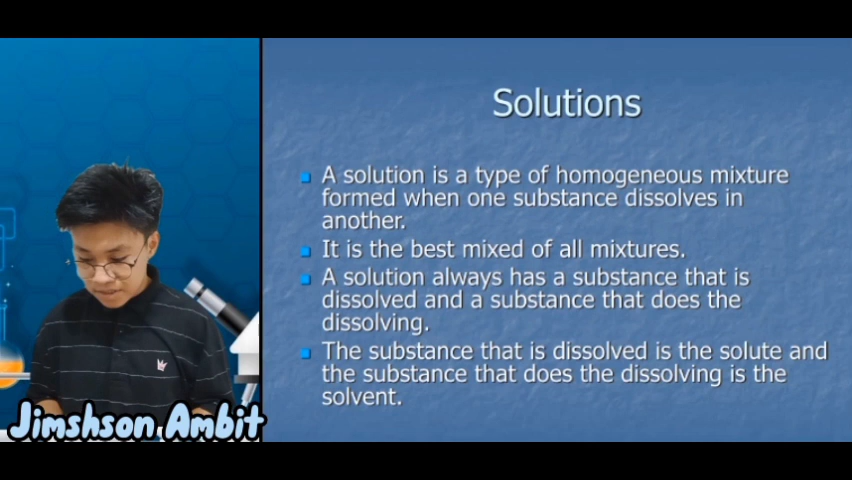 Solutions
A solution is a type of homogeneous mixture
formed when one substance dissolves in
another.
It is the best mixed of all mixtures.
A solution always has a substance that is
dissolved and a substance that does the
dissolving.
The substance that is dissolved is the solute and
the substance that does the dissolving is the
solvent.
Jimshson Ambit